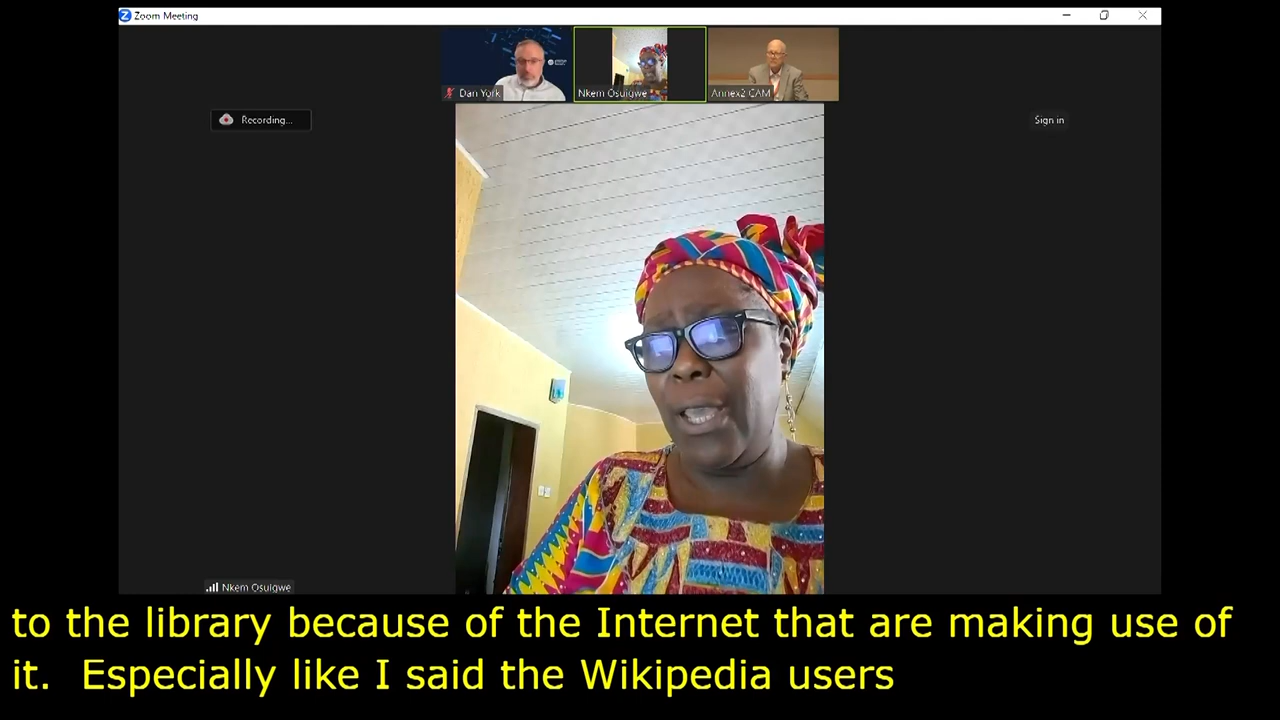 Zoom Meeting
Dan York
Nkem Osuigwe
Annex2 CAM
Recording...
Sign in
Nkem Osuigwe
to the library because of the Internet that are making use of
it.  Especially like I said the Wikipedia users